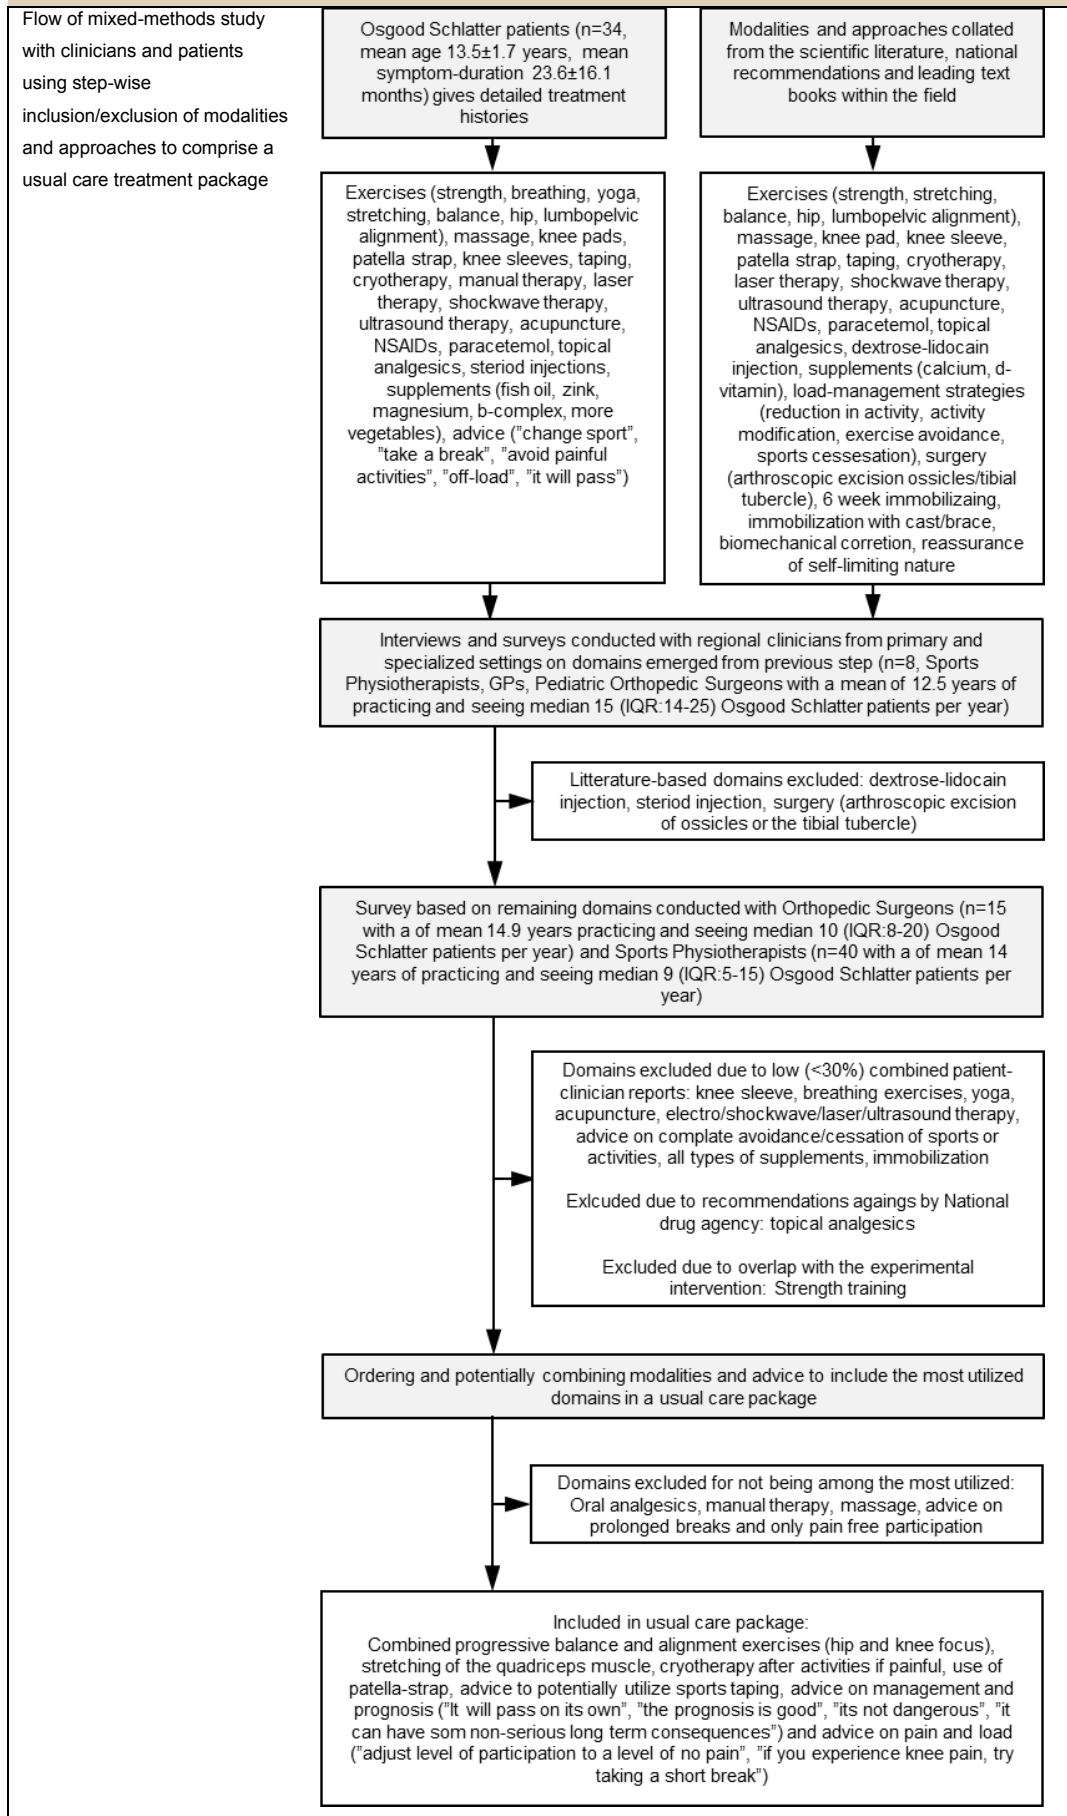 Flow of mixed-methods study
with clinicians and patients
using step-wise
inclusion/exclusion of modalities
and approaches to comprise a
usual care treatment package
Osgood Schlatter patients (n=34,
mean age 13.5±1.7 years, mean
symptom-duration 23.6±16.1
months) gives detailed treatment
histories
Modalities and approaches collated
from the scientific literature, national
recommendations and leading text
books within the field
Exercises (strength, breathing, yoga,
stretching, balance, hip, lumbopelvic
alignment), massage, knee pads,
patella strap, knee sleeves, taping,
cryotherapy, manual therapy, laser
therapy, shockwave therapy,
ultrasound therapy, acupuncture,
NSAIDs, paracetemol, topical
analgesics, steriod injections,
supplements (fish oil, zink,
magnesium, b-complex, more
vegetables), advice ("change sport",
"take a break", "avoid painful
activities", "off-load", "it will pass")
Exercises (strength, stretching,
balance, hip, lumbopelvic alignment),
massage, knee pad, knee sleeve,
patella strap, taping, cryotherapy,
laser therapy, shockwave therapy,
ultrasound therapy, acupuncture,
NSAIDs, paracetemol, topical
analgesics, dextrose-lidocain
injection, supplements (calcium, d-
vitamin), load-management strategies
(reduction in activity, activity
modification, exercise avoidance,
sports cessesation), surgery
(arthroscopic excision ossicles/tibial
tubercle), 6 week immobilizaing,
immobilization with cast/brace,
biomechanical corretion, reassurance
of self-limiting nature
Interviews and surveys conducted with regional clinicians from primary and
specialized settings on domains emerged from previous step (n=8, Sports
Physiotherapists, GPs, Pediatric Orthopedic Surgeons with a mean of 12.5 years of
practicing and seeing median 15 (IQR:14-25) Osgood Schlatter patients per year)
Litterature-based domains excluded: dextrose-lidocain
injection, steriod injection, surgery (arthroscopic excision
of ossicles or the tibial tubercle)
Survey based on remaining domains conducted with Orthopedic Surgeons (n=15
with a of mean 14.9 years practicing and seeing median 10 (IQR:8-20) Osgood
Schlatter patients per year) and Sports Physiotherapists (n=40 with a of mean 14
years of practicing and seeing median 9 (IQR:5-15) Osgood Schlatter patients per
year)
Domains excluded due to low (<30%) combined patient-
clinician reports: knee sleeve, breathing exercises, yoga,
acupuncture, electro/shockwave/laser/ultrasound therapy,
advice on complate avoidance/cessation of sports or
activities, all types of supplements, immobilization
Exlcuded due to recommendations agaings by National
drug agency: topical analgesics
Excluded due to overlap with the experimental
intervention: Strength training
Ordering and potentially combining modalities and advice to include the most utilized
domains in a usual care package
Domains excluded for not being among the most utilized:
Oral analgesics, manual therapy, massage, advice on
prolonged breaks and only pain free participation
Included in usual care package:
Combined progressive balance and alignment exercises (hip and knee focus),
stretching of the quadriceps muscle, cryotherapy after activities if painful, use of
patella-strap, advice to potentially utilize sports taping, advice on management and
prognosis ("It will pass on its own", "the prognosis is good", "its not dangerous", "it
can have som non-serious long term consequences") and advice on pain and load
("adjust level of participation to a level of no pain", "if you experience knee pain, try
taking a short break")